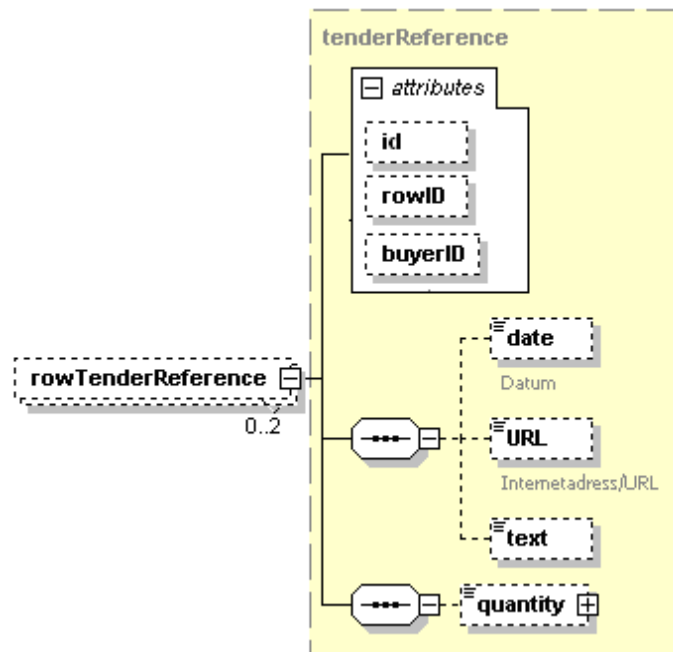 tenderReference
attributes
id
rowID
buyerID
rowTenderReference
0..2
date
Datum
URL
Internetadress/URL
text
quantity